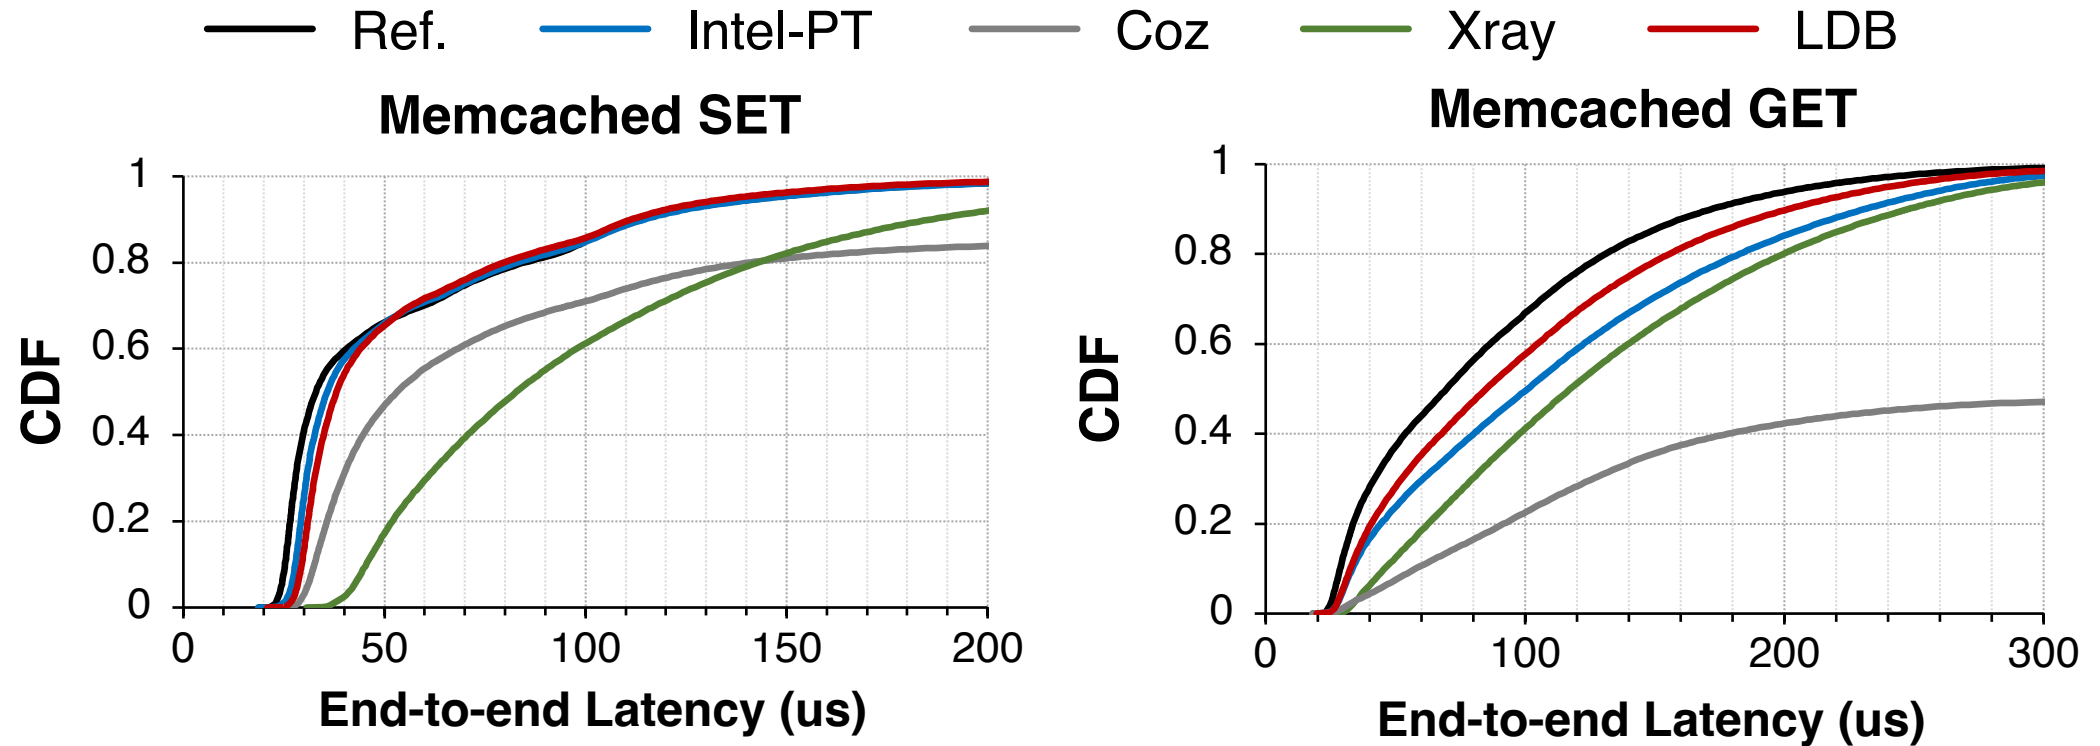 Ref. Intel-PT Coz Xray LDB
Memcached SET
1
0.8
0.6
0.4
0.2
0
CDF
0 50 100 150 200
End-to-end Latency (us)
Memcached GET
1
0.8
0.6
0.4
0.2
0
CDF
0 100 200 300
End-to-end Latency (us)